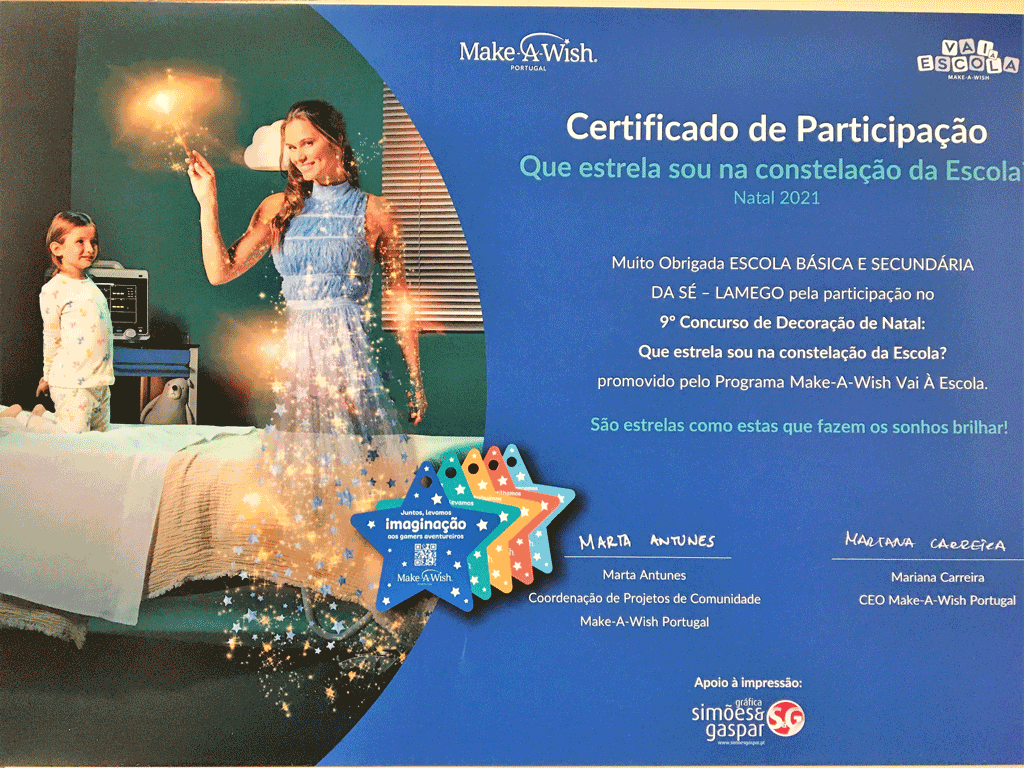 Make-A-Wish.
PORTUGAL
VAI À
ESCOLA
MAKE-A-WISH
Certificado de Participação
Que estrela sou na constelação da Escola?
Natal 2021
Muito Obrigada ESCOLA BÁSICA E SECUNDÁRIA
DA SÉ – LAMEGO pela participação no
9º Concurso de Decoração de Natal:
Que estrela sou na constelação da Escola?
promovido pelo Programa Make-A-Wish Vai À Escola.
São estrelas como estas que fazem os sonhos brilhar!
Juntos, levamos
imaginação
aos gamers aventureiros
Make-A-Wish.
levamos
MARTA ANTUNES
Marta Antunes
Coordenação de Projetos de Comunidade
Make-A-Wish Portugal
MARIANA CARREIRA
Mariana Carreira
CEO Make-A-Wish Portugal
Apoio à impressão:
gráfica
simões&
gaspar
S&G
www.simoesgaspar.pt